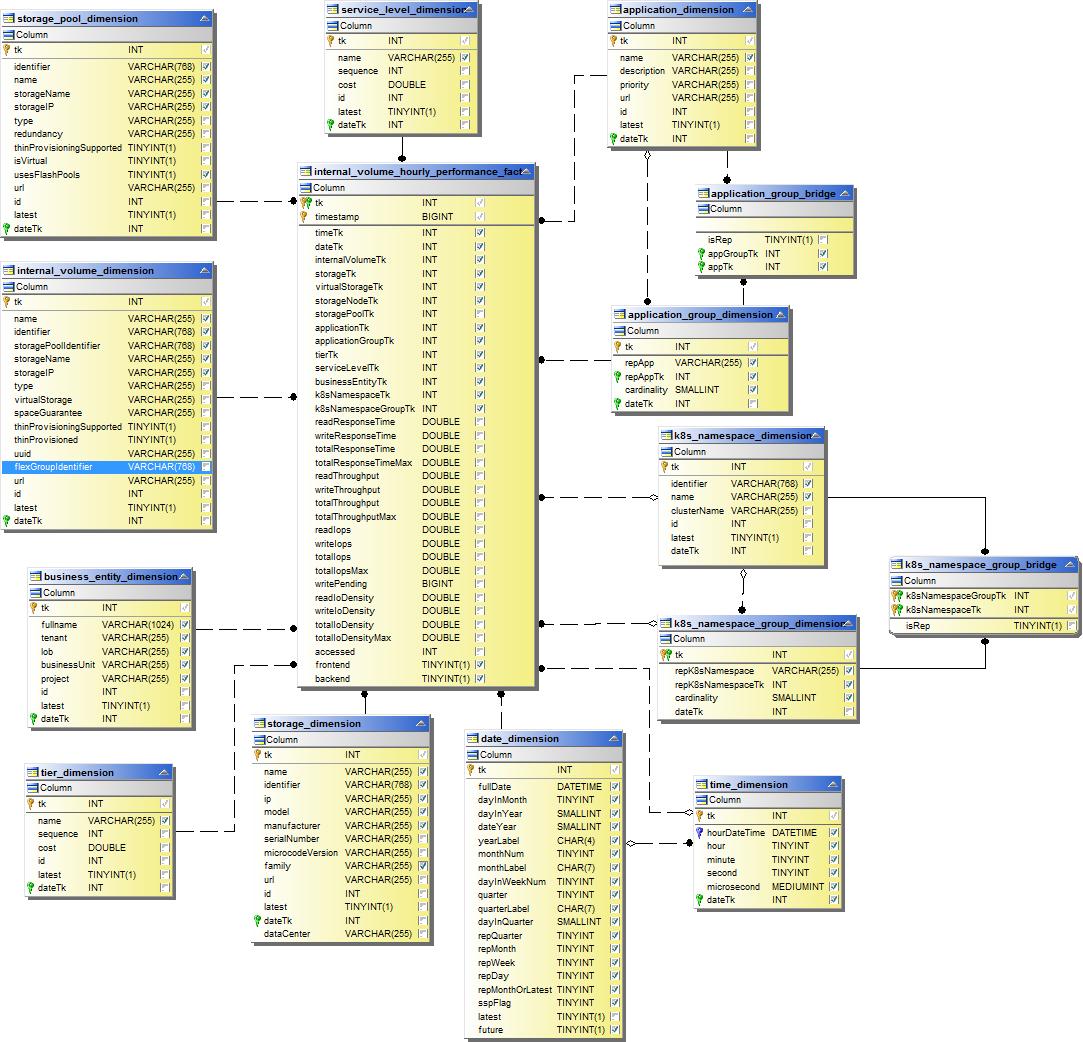 storage_pool_dimension
Column
tk INT
identifier VARCHAR(768)
name VARCHAR(255)
storageName VARCHAR(255)
storageIP VARCHAR(255)
type VARCHAR(255)
redundancy VARCHAR(255)
thinProvisioningSupported TINYINT(1)
isVirtual TINYINT(1)
usesFlashPools TINYINT(1)
url VARCHAR(255)
id INT
latest TINYINT(1)
dateTk INT
service_level_dimension
Column
tk INT
name VARCHAR(255)
sequence INT
cost DOUBLE
id INT
latest TINYINT(1)
dateTk INT
application_dimension
Column
tk INT
name VARCHAR(255)
description VARCHAR(255)
priority VARCHAR(255)
url VARCHAR(255)
id INT
latest TINYINT(1)
dateTk INT
internal_volume_hourly_performance_fact
Column
tk INT
timestamp BIGINT
timeTk INT
dateTk INT
internalVolumeTk INT
storageTk INT
virtualStorageTk INT
storageNodeTk INT
storagePoolTk INT
applicationTk INT
applicationGroupTk INT
tierTk INT
serviceLevelTk INT
businessEntityTk INT
k8sNamespaceTk INT
k8sNamespaceGroupTk INT
readResponseTime DOUBLE
writeResponseTime DOUBLE
totalResponseTime DOUBLE
totalResponseTimeMax DOUBLE
readThroughput DOUBLE
writeThroughput DOUBLE
totalThroughput DOUBLE
totalThroughputMax DOUBLE
readIops DOUBLE
writeIops DOUBLE
totalIops DOUBLE
totalIopsMax DOUBLE
writePending BIGINT
readIoDensity DOUBLE
writeIoDensity DOUBLE
totalIoDensity DOUBLE
totalIoDensityMax DOUBLE
accessed INT
frontend TINYINT(1)
backend TINYINT(1)
application_group_bridge
Column
isRep TINYINT(1)
appGroupTk INT
appTk INT
internal_volume_dimension
Column
tk INT
name VARCHAR(255)
identifier VARCHAR(768)
storagePoolIdentifier VARCHAR(768)
storageName VARCHAR(255)
storageIP VARCHAR(255)
type VARCHAR(255)
virtualStorage VARCHAR(255)
spaceGuarantee VARCHAR(255)
thinProvisioningSupported TINYINT(1)
thinProvisioned TINYINT(1)
uuid VARCHAR(255)
flexGroupIdentifier VARCHAR(768)
url VARCHAR(255)
id INT
latest TINYINT(1)
dateTk INT
application_group_dimension
Column
tk INT
repApp VARCHAR(255)
repAppTk INT
cardinality SMALLINT
dateTk INT
k8s_namespace_dimension
Column
tk INT
identifier VARCHAR(768)
name VARCHAR(255)
clusterName VARCHAR(255)
id INT
latest TINYINT(1)
dateTk INT
k8s_namespace_group_bridge
Column
k8sNamespaceGroupTk INT
k8sNamespaceTk INT
isRep TINYINT(1)
business_entity_dimension
Column
tk INT
fullname VARCHAR(1024)
tenant VARCHAR(255)
lob VARCHAR(255)
businessUnit VARCHAR(255)
project VARCHAR(255)
id INT
latest TINYINT(1)
dateTk INT
k8s_namespace_group_dimension
Column
tk INT
repK8sNamespace VARCHAR(255)
repK8sNamespaceTk INT
cardinality SMALLINT
dateTk INT
storage_dimension
Column
tk INT
name VARCHAR(255)
identifier VARCHAR(768)
ip VARCHAR(255)
model VARCHAR(255)
manufacturer VARCHAR(255)
serialNumber VARCHAR(255)
microcodeVersion VARCHAR(255)
family VARCHAR(255)
url VARCHAR(255)
id INT
latest TINYINT(1)
dateTk INT
dataCenter VARCHAR(255)
date_dimension
Column
tk INT
fullDate DATETIME
dayInMonth TINYINT
dayInYear SMALLINT
dateYear SMALLINT
yearLabel CHAR(4)
monthNum TINYINT
monthLabel CHAR(7)
dayInWeekNum TINYINT
quarter TINYINT
quarterLabel CHAR(7)
dayInQuarter SMALLINT
repQuarter TINYINT
repMonth TINYINT
repWeek TINYINT
repDay TINYINT
repMonthOrLatest TINYINT
sspFlag TINYINT
latest TINYINT(1)
future TINYINT(1)
tier_dimension
Column
tk INT
name VARCHAR(255)
sequence INT
cost DOUBLE
id INT
latest TINYINT(1)
dateTk INT
time_dimension
Column
tk INT
hourDateTime DATETIME
hour TINYINT
minute TINYINT
second TINYINT
microsecond MEDIUMINT
dateTk INT